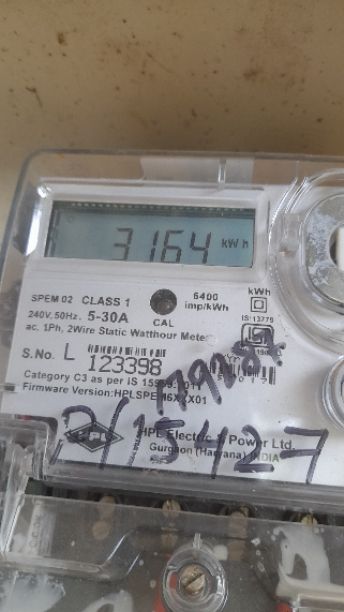 3164 kWh
SPEM 02 CLASS 1
240V.50Hz. 5-30A
ac, 1Ph, 2Wire Static Watthour Meter
CAL
6400
imp/kWh
kWh
IS:13779
S.No. L 123398
Category C3 as per IS
Firmware Version:HPLSPEM
HPL Electric & Power Ltd.
Gurgaon (Haryana) INDIA
15427